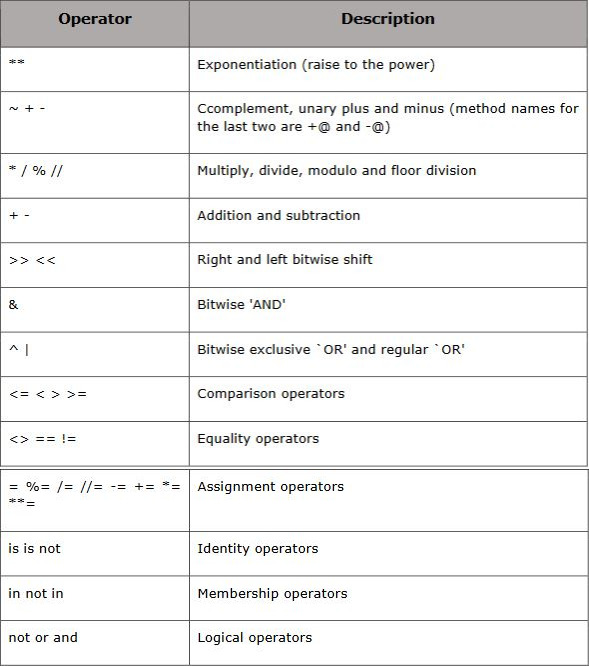 Operator Description
** Exponentiation (raise to the power)
~ + - Ccomplement, unary plus and minus (method names for
the last two are +@ and -@)
* / % // Multiply, divide, modulo and floor division
+ - Addition and subtraction
>> << Right and left bitwise shift
& Bitwise 'AND'
^ | Bitwise exclusive `OR' and regular `OR'
<= < > >= Comparison operators
<> == != Equality operators
= %= /= //= -= += *= Assignment operators
**=
is is not Identity operators
in not in Membership operators
not or and Logical operators